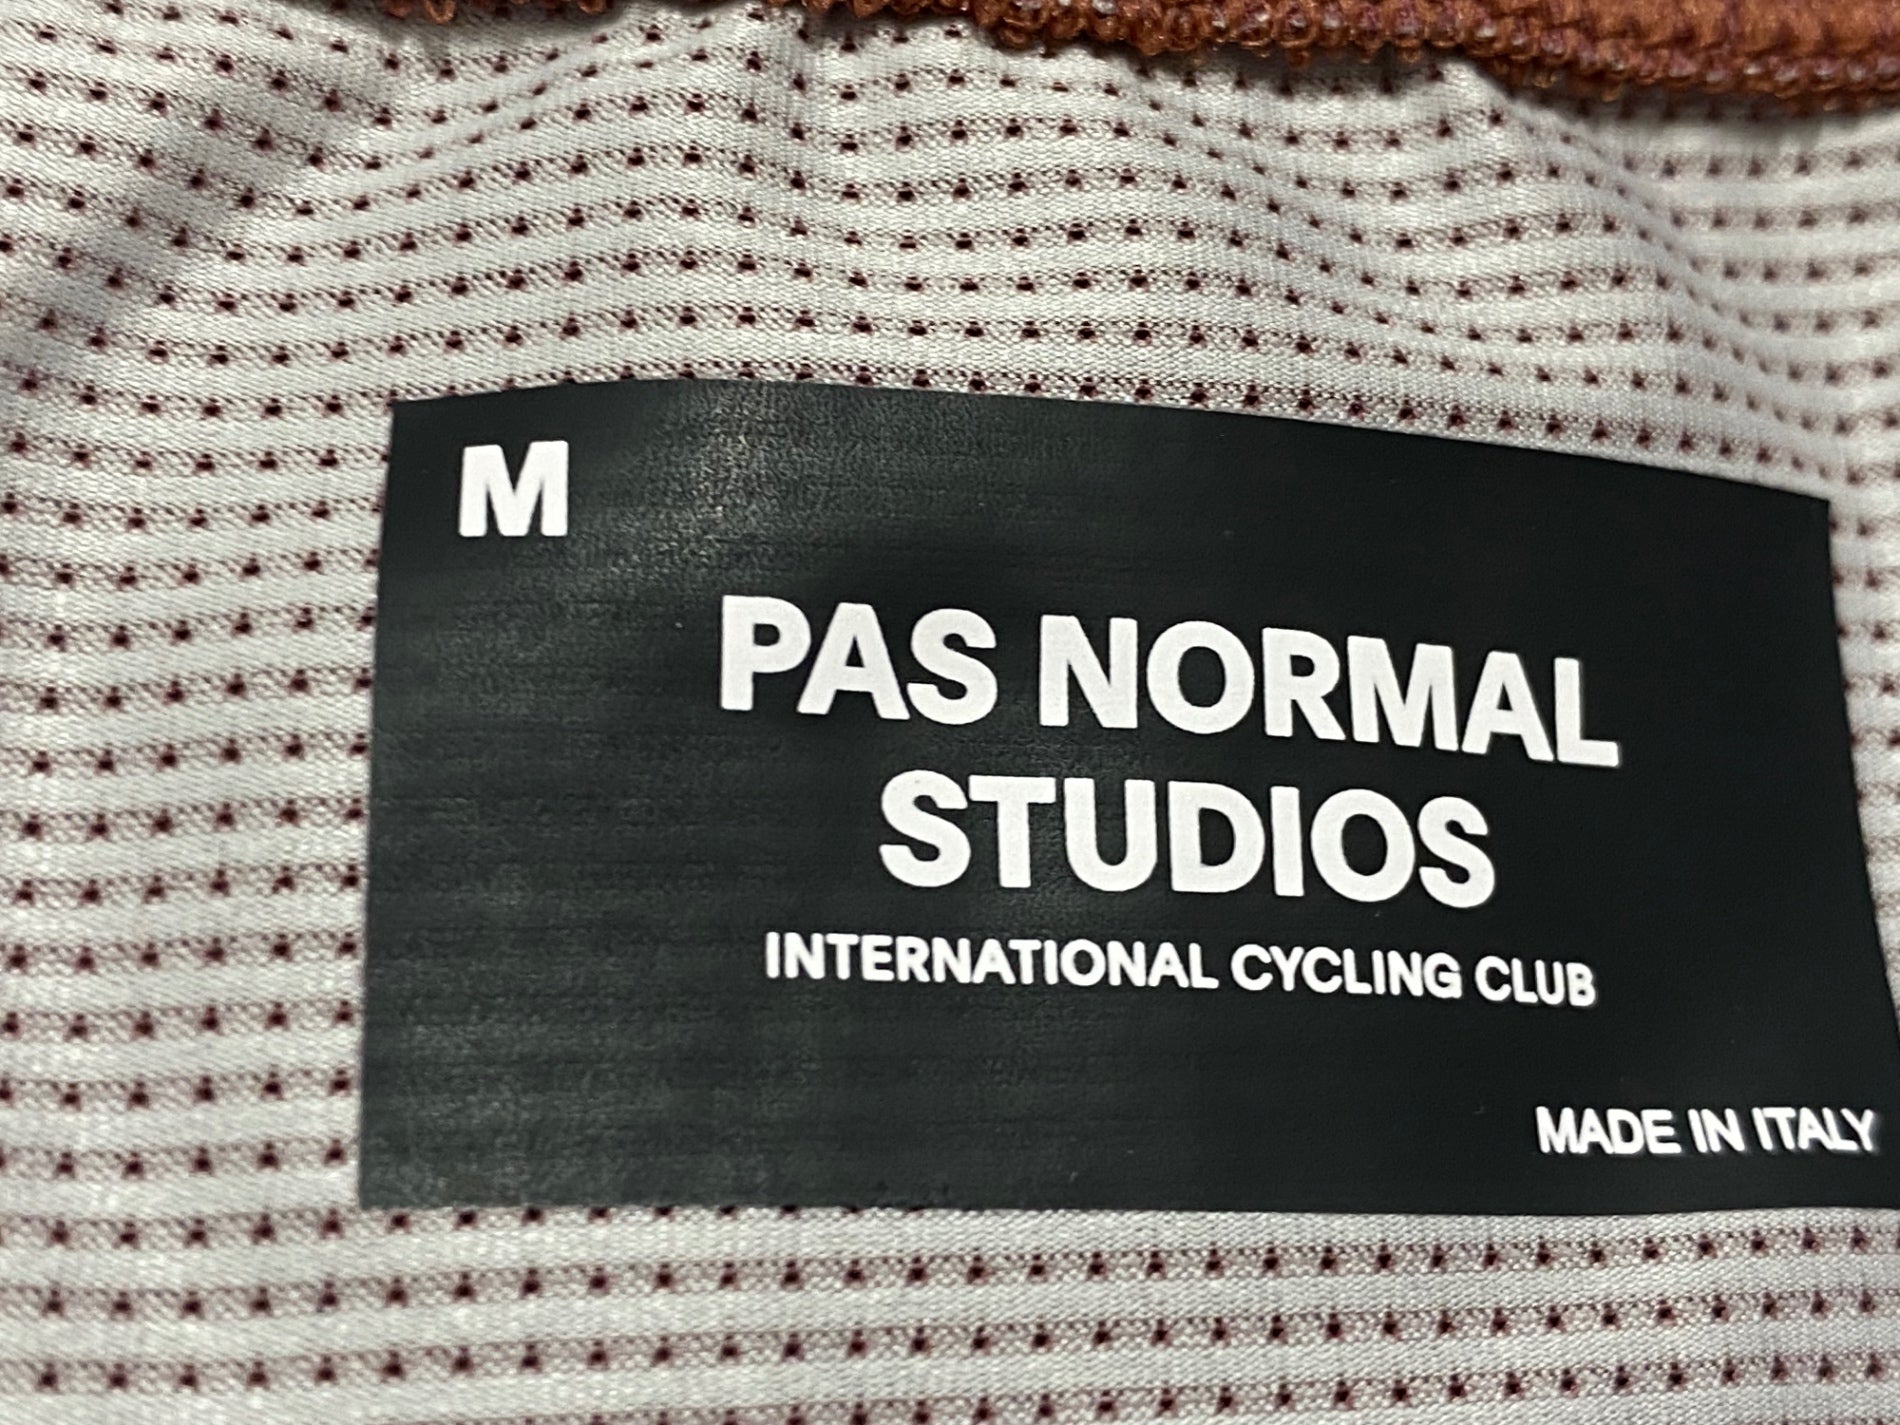 M
PAS NORMAL
STUDIOS
INTERNATIONAL CYCLING CLUB
MADE IN ITALY